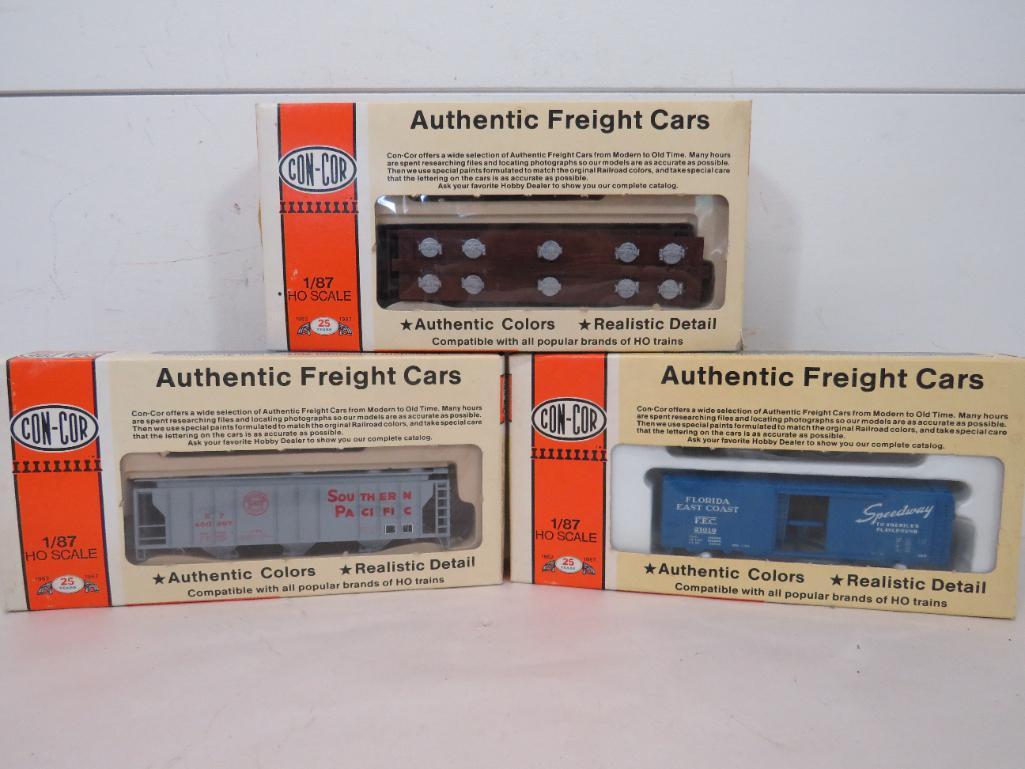 Authentic Freight Cars
Con-Cor offers a wide selection of Authentic Freight Cars from Modern to Old Time. Many hours
are spent researching files and locating photographs so our models are as accurate as possible.
Then we use special paints formulated to match the orginal Railroad colors, and take special care
that the lettering on the cars is as accurate as possible.
Ask your favorite Hobby Dealer to show you our complete catalog.
CON-COR
1/87
HO SCALE
1962 25 YEARS 1987
★Authentic Colors ★Realistic Detail
Compatible with all popular brands of HO trains
Authentic Freight Cars
Con-Cor offers a wide selection of Authentic Freight Cars from Modern to Old Time. Many hours
are spent researching files and locating photographs so our models are as accurate as possible.
Then we use special paints formulated to match the orginal Railroad colors, and take special care
that the lettering on the cars is as accurate as possible.
Ask your favorite Hobby Dealer to show you our complete catalog.
CON-COR
SOUTHERN
PACIFIC
1/87
HO SCALE
1962 25 YEARS 1987
★Authentic Colors ★Realistic Detail
Compatible with all popular brands of HO trains
Authentic Freight Cars
Con-Cor offers a wide selection of Authentic Freight Cars from Modern to Old Time. Many hours
are spent researching files and locating photographs so our models are as accurate as possible.
Then we use special paints formulated to match the orginal Railroad colors, and take special care
that the lettering on the cars is as accurate as possible.
Ask your favorite Hobby Dealer to show you our complete catalog.
CON-COR
FLORIDA
EAST COAST
F.E.C.
21019
Speedway
TO AMERICA'S
PLAYGROUND
1/87
HO SCALE
1962 25 YEARS 1987
★Authentic Colors ★Realistic Detail
Compatible with all popular brands of HO trains